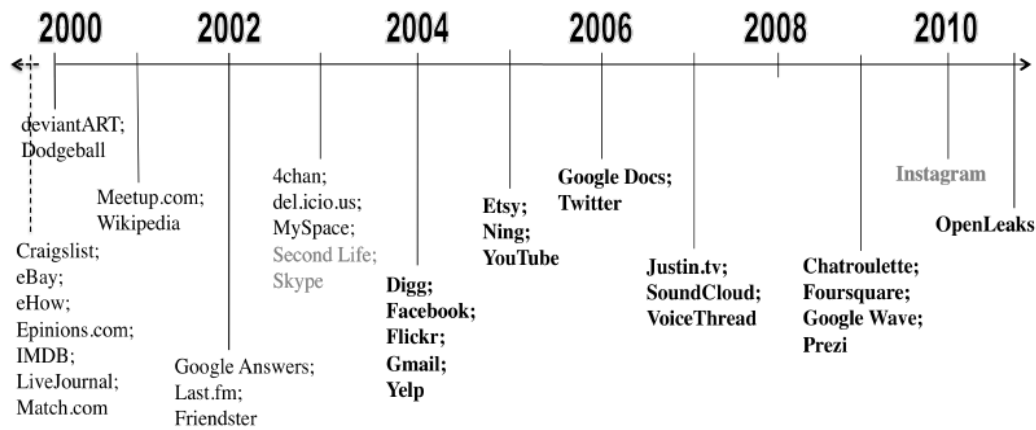 2000 2002 2004 2006 2008 2010
deviantART;
Dodgeball
Craigslist;
eBay;
eHow;
Epinions.com;
IMDB;
LiveJournal;
Match.com
Meetup.com;
Wikipedia
Google Answers;
Last.fm;
Friendster
4chan;
del.icio.us;
MySpace;
Second Life;
Skype
Digg;
Facebook;
Flickr;
Gmail;
Yelp
Etsy;
Ning;
YouTube
Google Docs;
Twitter
Justin.tv;
SoundCloud;
VoiceThread
Chatroulette;
Foursquare;
Google Wave;
Prezi
Instagram
OpenLeaks